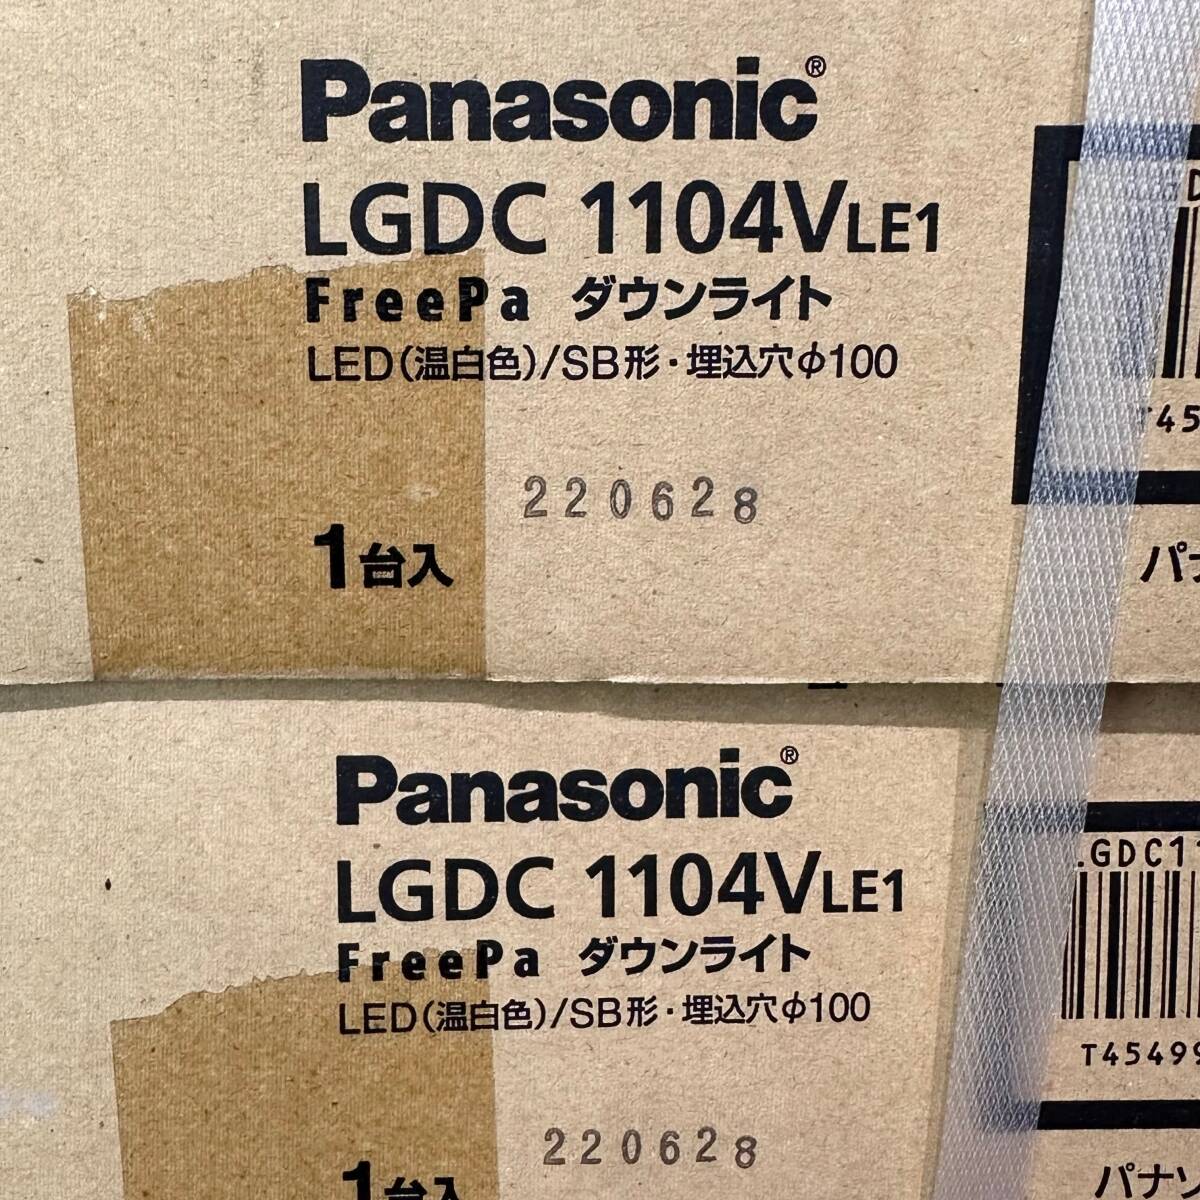 Panasonic®
LGDC 1104VLE1
FreePa ダウンライト
LED(温白色)/SB形・埋込穴φ100
220628
1台入
T45
パナ
Panasonic®
LGDC 1104VLE1
FreePa ダウンライト
LED(温白色)/SB形・埋込穴φ100
220628
1台入
LGDC11
T45499
パナソ